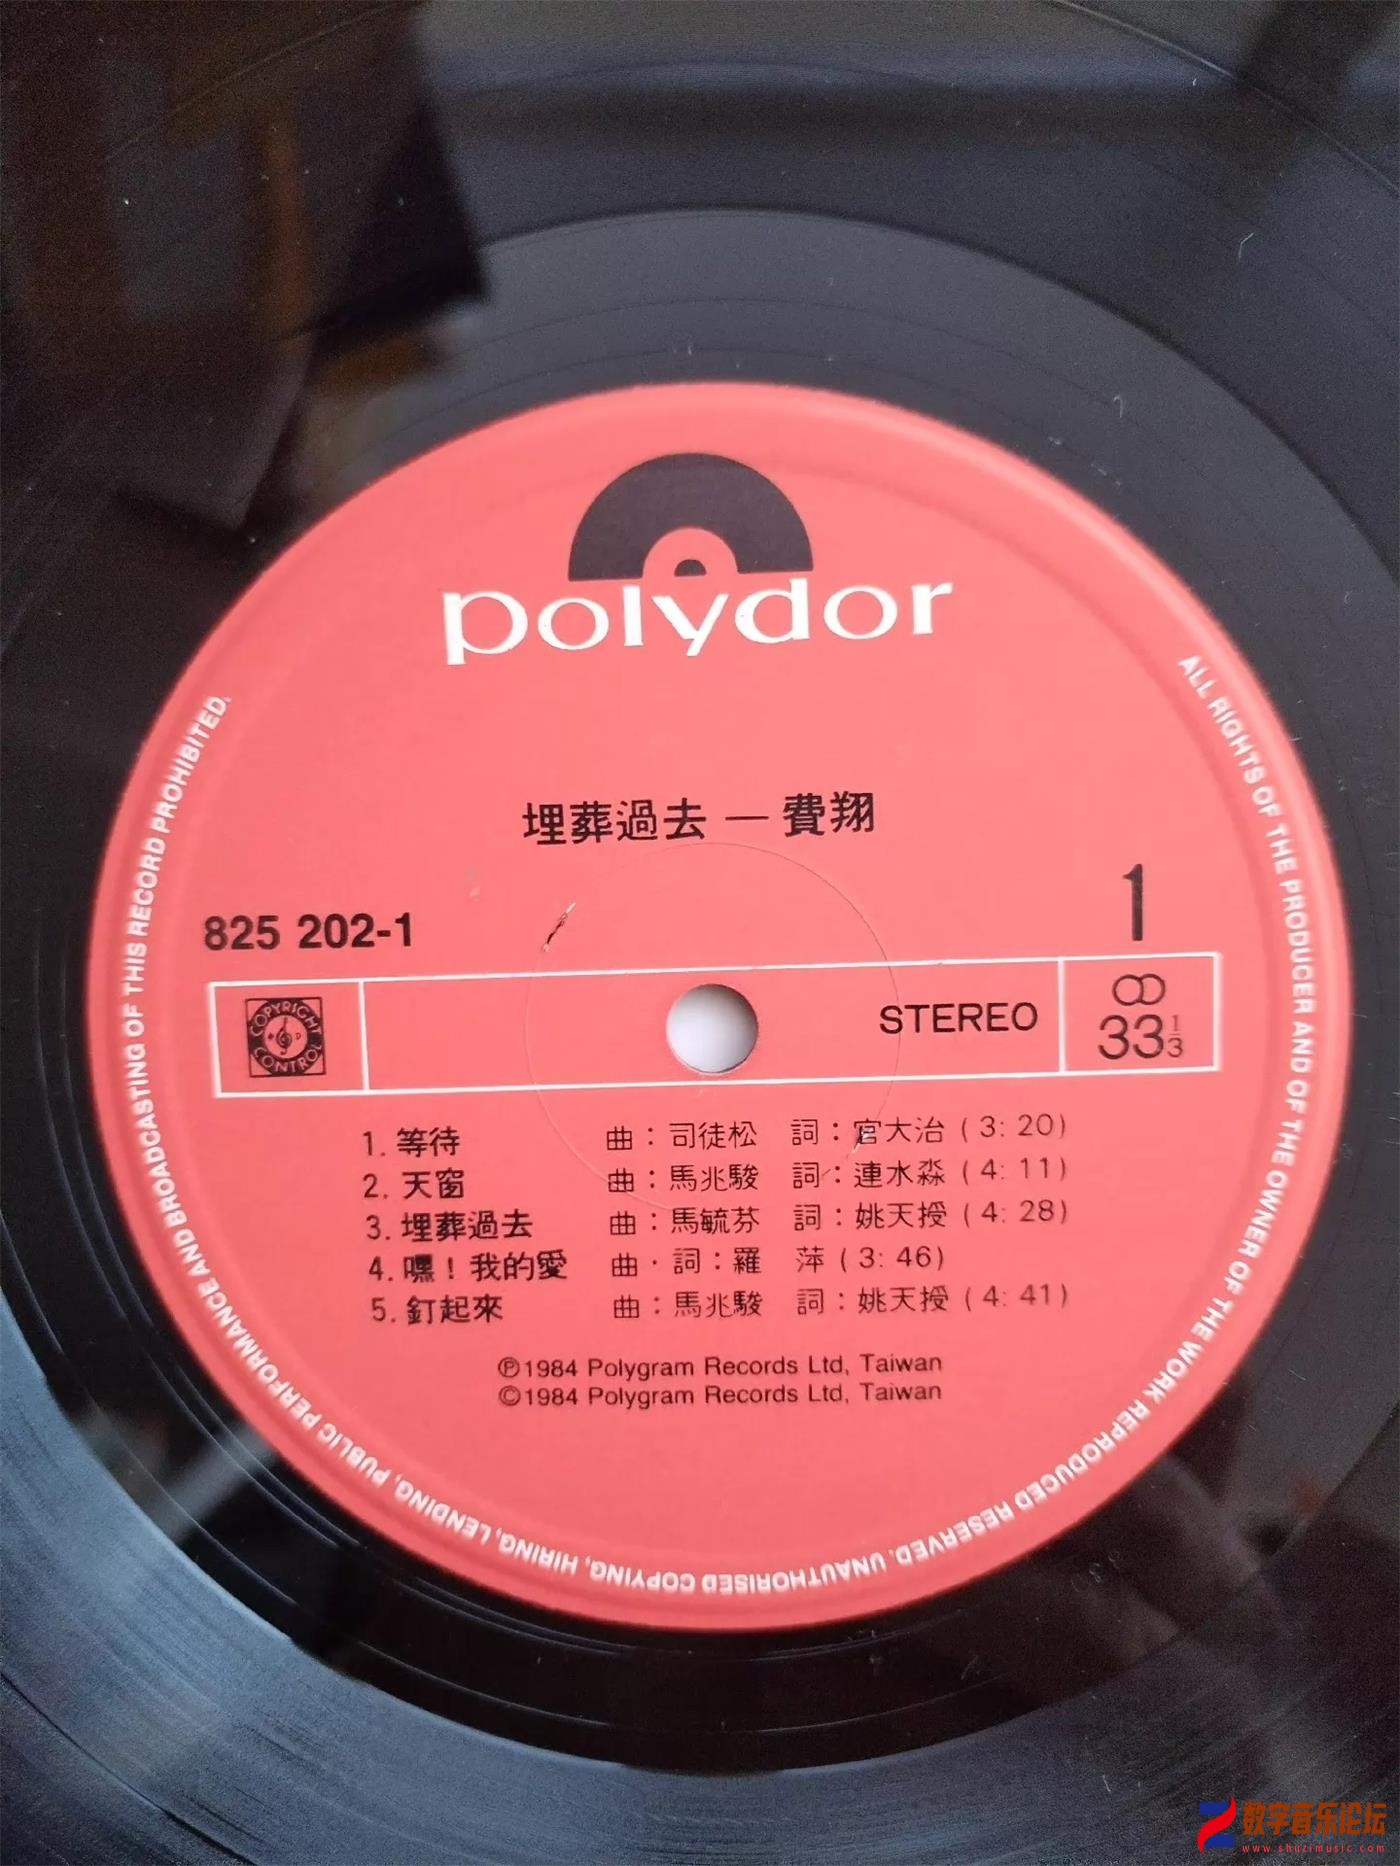 polydor
埋葬過去 — 費翔
825 202-1
1
COPYRIGHT CONTROL
STEREO
33 1/3
1. 等待 曲：司徒松 詞：官大治 (3: 20)
2. 天窗 曲：馬兆駿 詞：連水淼 (4: 11)
3. 埋葬過去 曲：馬毓芬 詞：姚天授 (4: 28)
4. 嘿！我的愛 曲·詞：羅 萍 (3: 46)
5. 釘起來 曲：馬兆駿 詞：姚天授 (4: 41)
℗1984 Polygram Records Ltd, Taiwan
©1984 Polygram Records Ltd, Taiwan
ALL RIGHTS OF THE PRODUCER AND OF THE OWNER OF THE WORK REPRODUCED RESERVED. UNAUTHORISED COPYING, HIRING, LENDING, PUBLIC PERFORMANCE AND BROADCASTING OF THIS RECORD PROHIBITED.
数字音乐论坛
www.shuzimusic.com